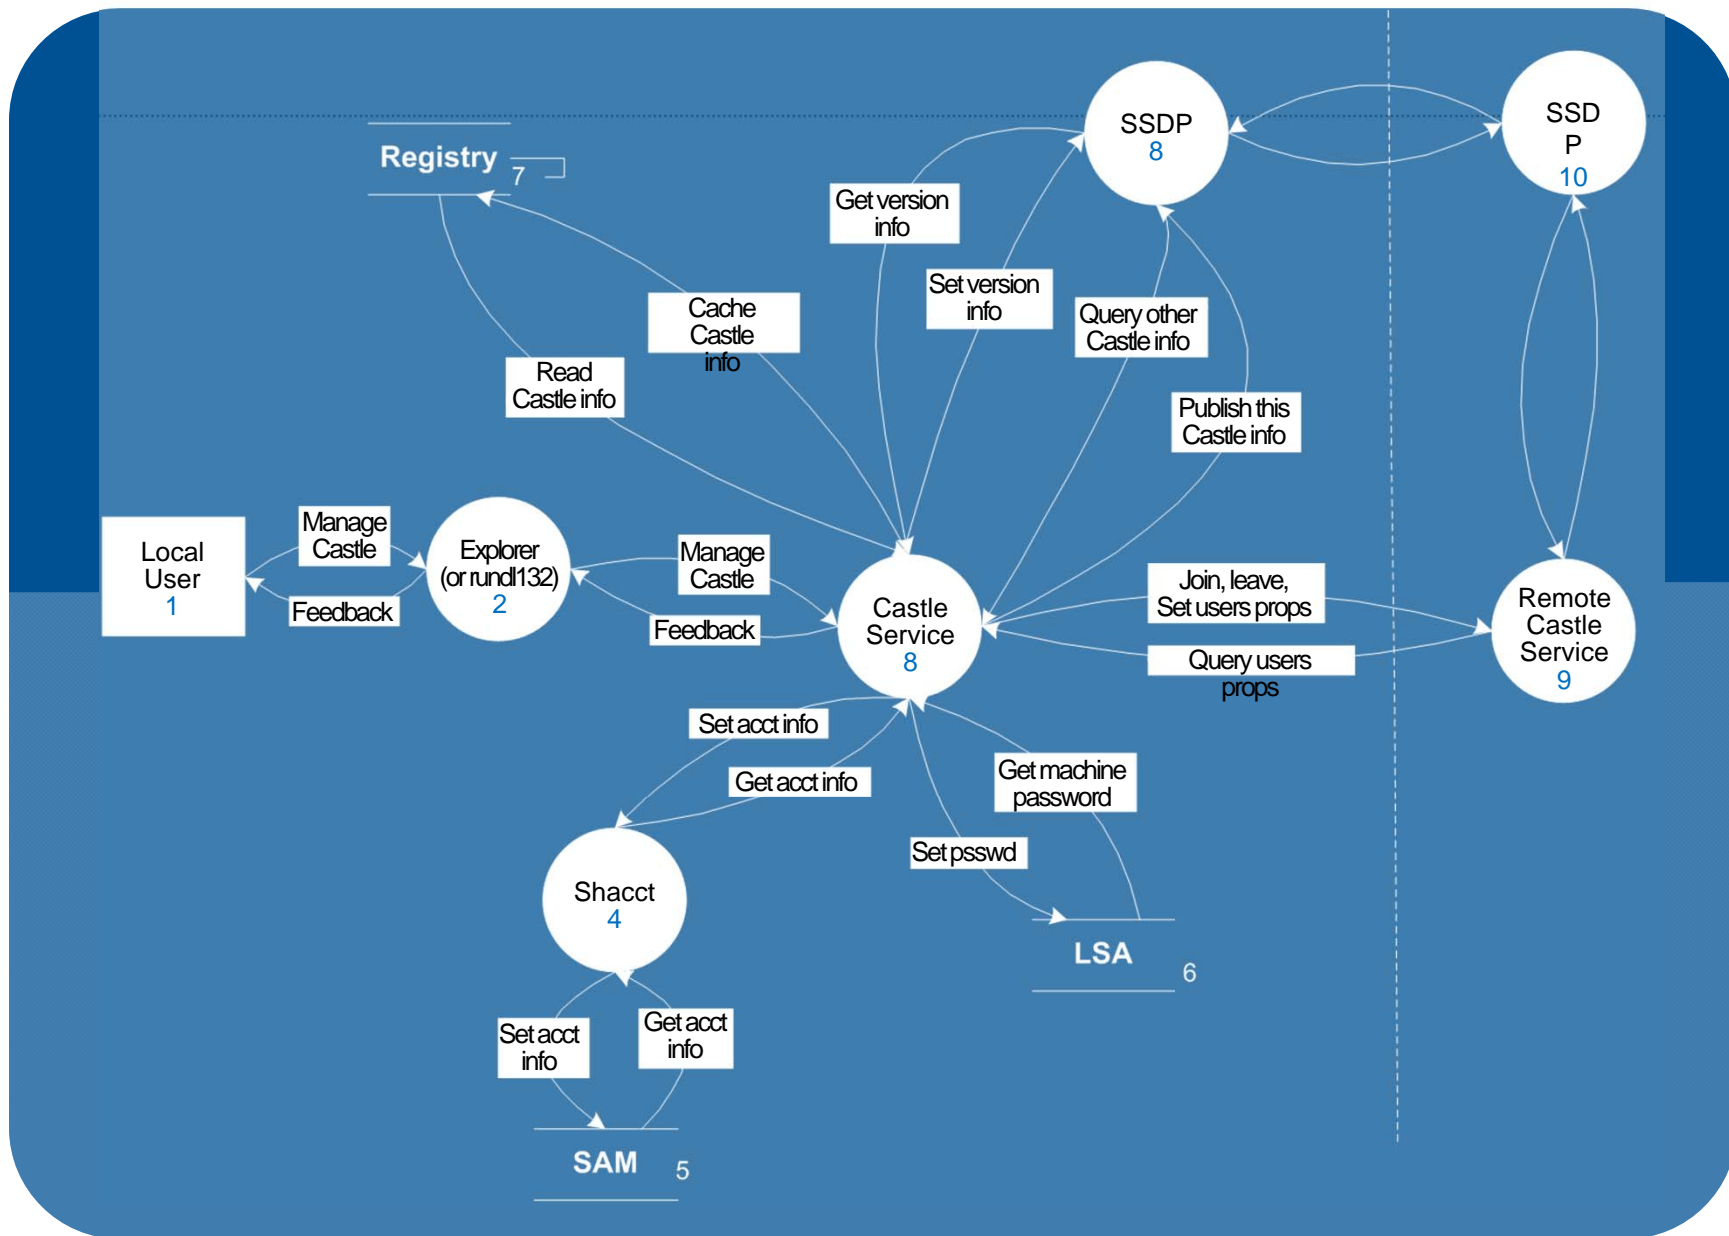 SSDP
8
SSD
P
10
Registry
7
Get version
info
Set version
info
Cache
Castle
info
Query other
Castle info
Read
Castle info
Publish this
Castle info
Local
User
1
Manage
Castle
Feedback
Explorer
(or rundl132)
2
Manage
Castle
Feedback
Castle
Service
8
Join, leave,
Set users props
Query users
props
Remote
Castle
Service
9
Set acct info
Get acct info
Get machine
password
Set psswd
Shacct
4
LSA
6
Set acct
info
Get acct
info
SAM
5